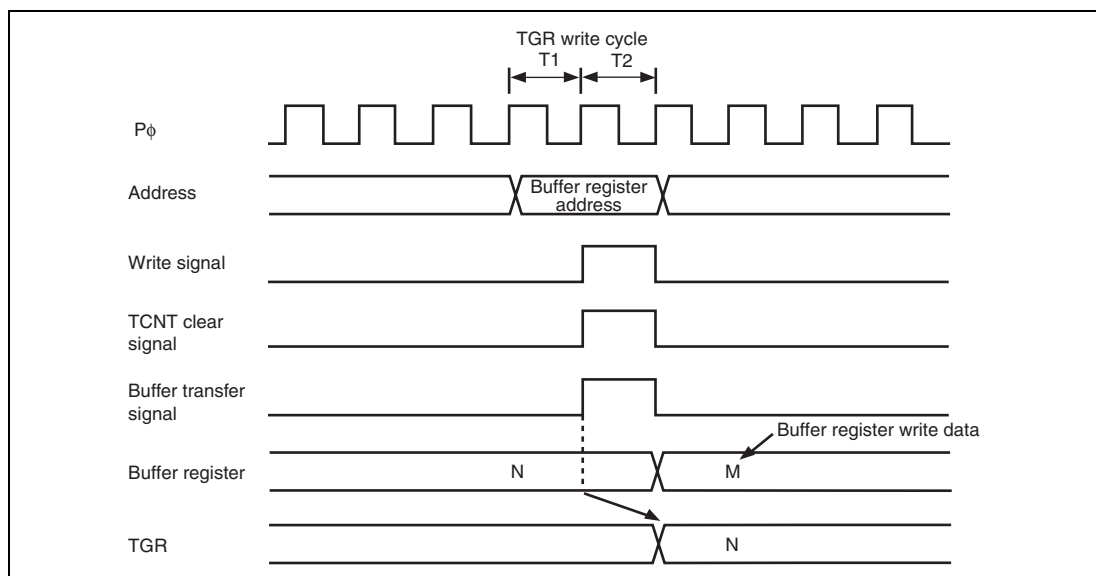 TGR write cycle
T1 T2
Pϕ
Address
Buffer register
address
Write signal
TCNT clear
signal
Buffer transfer
signal
Buffer register write data
Buffer register
N M
TGR
N